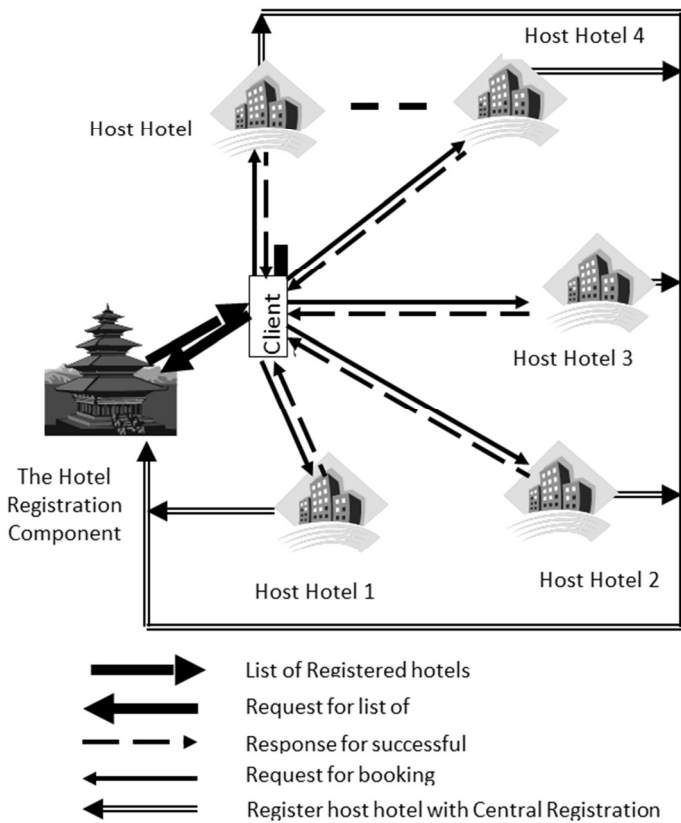 Host Hotel 4
Host Hotel
Client
Host Hotel 3
The Hotel
Registration
Component
Host Hotel 1
Host Hotel 2
List of Registered hotels
Request for list of
Response for successful
Request for booking
Register host hotel with Central Registration